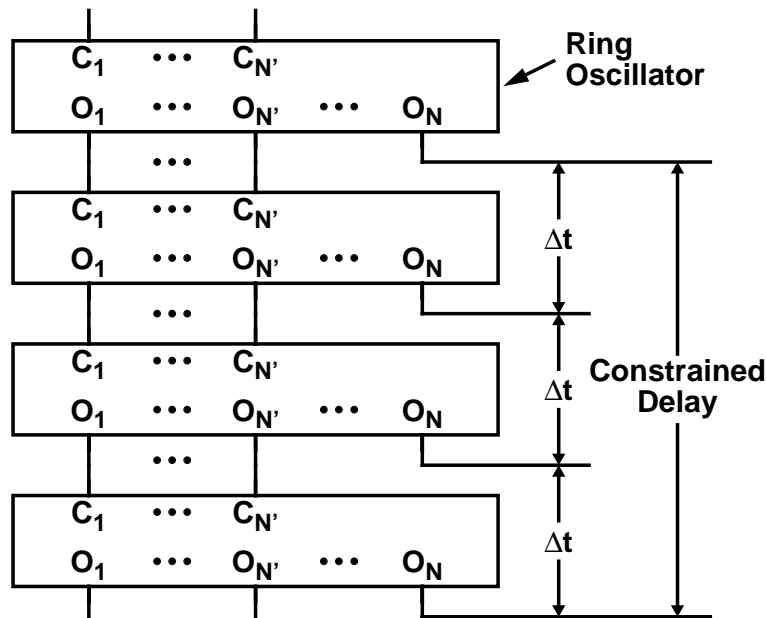 C1 ••• CN’
O1 ••• ON’ ••• ON
Ring
Oscillator
•••
C1 ••• CN’
O1 ••• ON’ ••• ON
Δt
•••
C1 ••• CN’
O1 ••• ON’ ••• ON
Δt
Constrained
Delay
•••
C1 ••• CN’
O1 ••• ON’ ••• ON
Δt